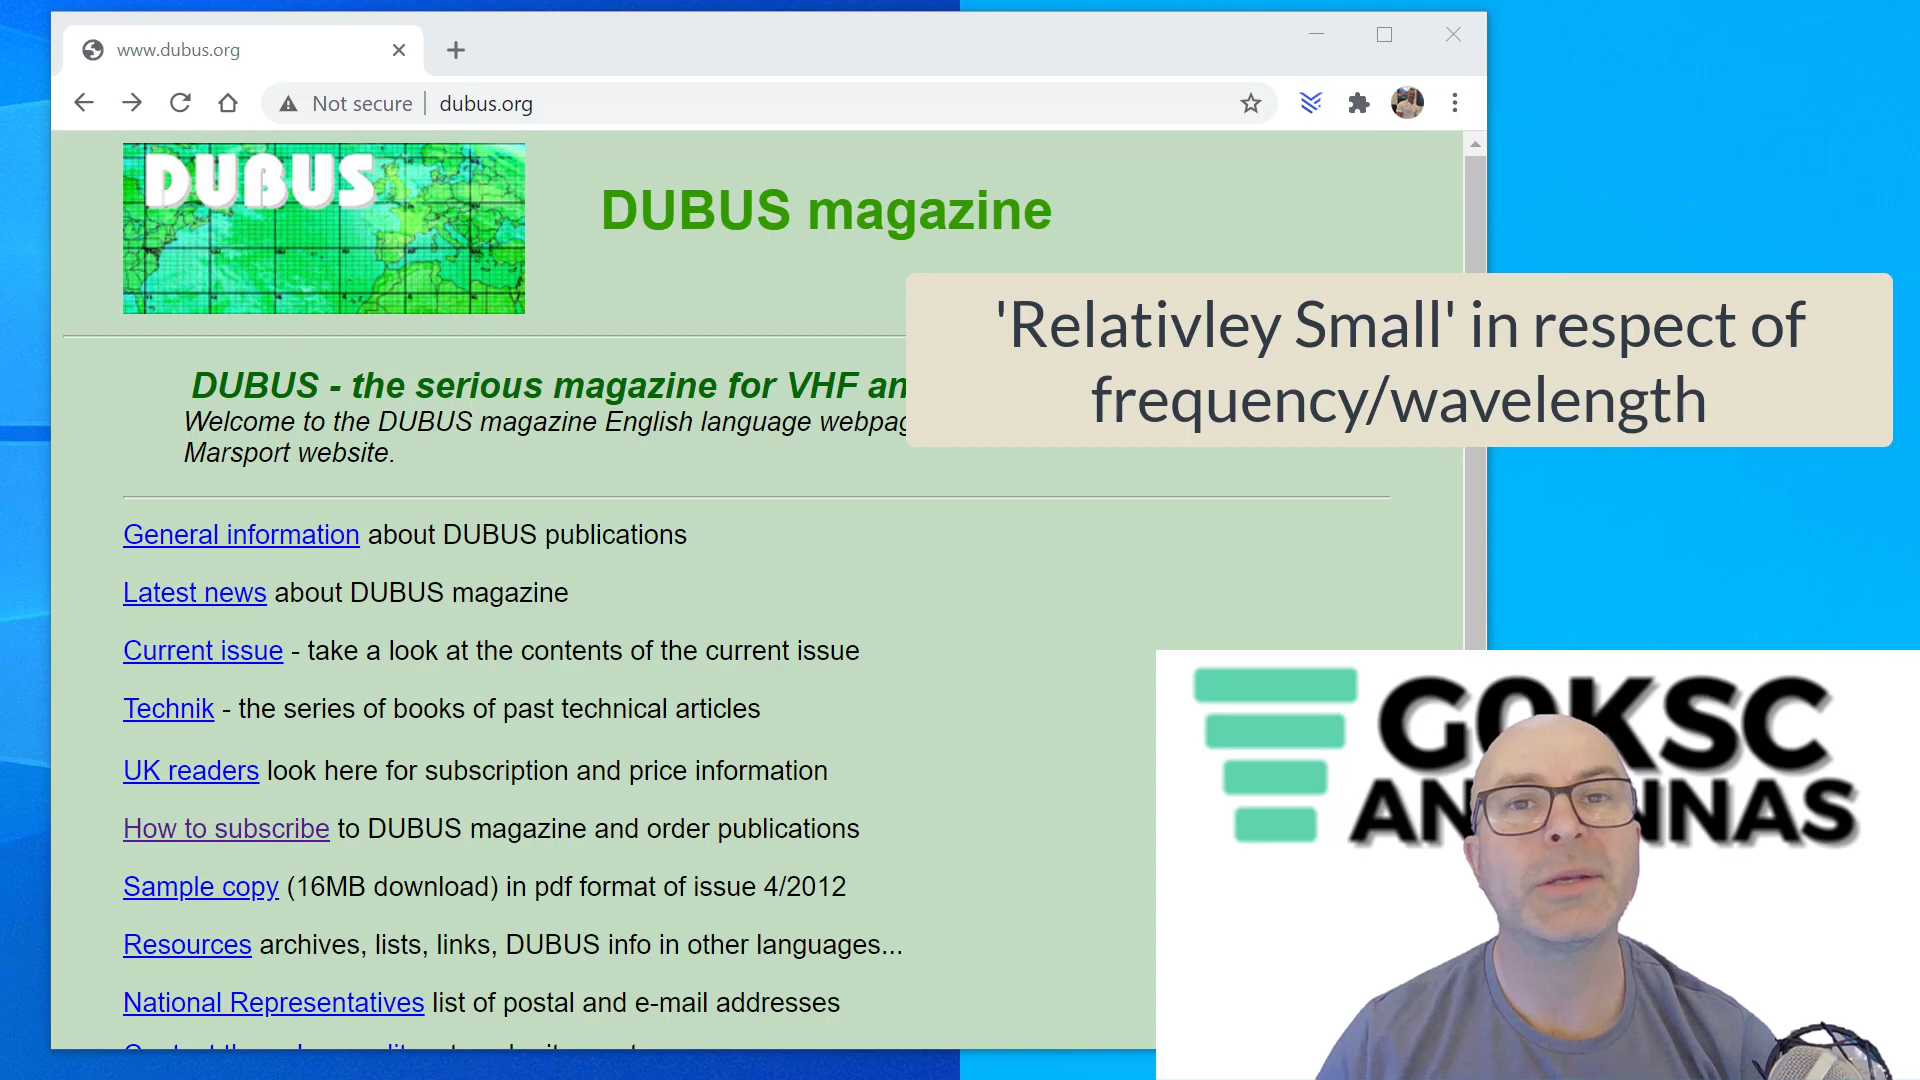 www.dubus.org
Not secure
dubus.org
DUBUS
DUBUS magazine
'Relativley Small' in respect of
frequency/wavelength
DUBUS - the serious magazine for VHF an
Welcome to the DUBUS magazine English language webpag
Marsport website.
General information about DUBUS publications
Latest news about DUBUS magazine
Current issue - take a look at the contents of the current issue
Technik - the series of books of past technical articles
UK readers look here for subscription and price information
How to subscribe to DUBUS magazine and order publications
Sample copy (16MB download) in pdf format of issue 4/2012
Resources archives, lists, links, DUBUS info in other languages...
National Representatives list of postal and e-mail addresses
G0KSC
AN NNAS